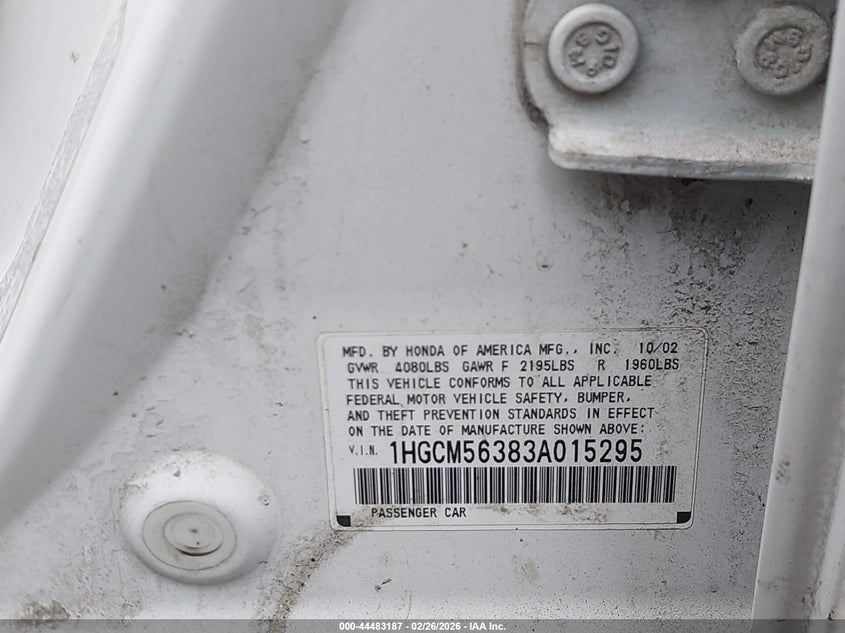 MFD. BY HONDA OF AMERICA MFG., INC. 10/02
GVWR 4080LBS GAWR F 2195LBS R 1960LBS
THIS VEHICLE CONFORMS TO ALL APPLICABLE
FEDERAL MOTOR VEHICLE SAFETY, BUMPER,
AND THEFT PREVENTION STANDARDS IN EFFECT
ON THE DATE OF MANUFACTURE SHOWN ABOVE:
V.I.N. 1HGCM56383A015295
PASSENGER CAR
000-44483187 - 02/26/2026 - IAA Inc.